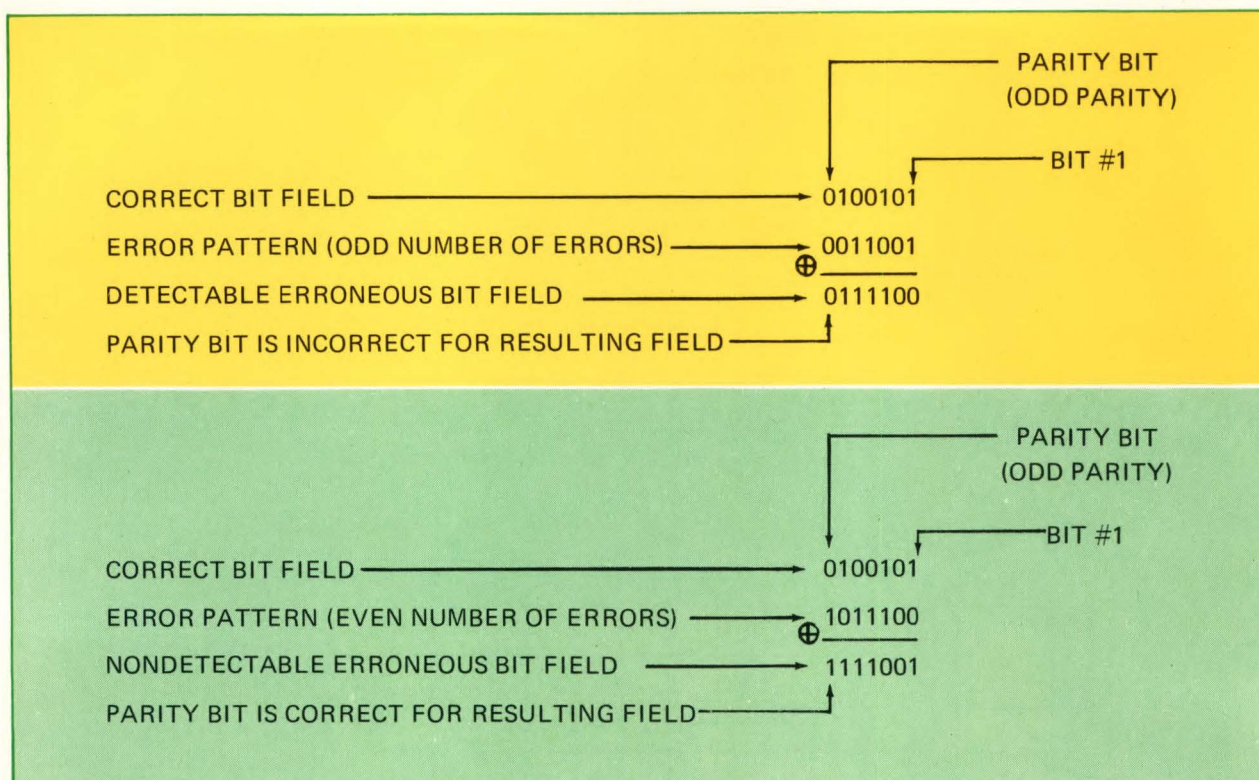 PARITY BIT
(ODD PARITY)
BIT #1
CORRECT BIT FIELD 0100101
ERROR PATTERN (ODD NUMBER OF ERRORS) 0011001
⊕
DETECTABLE ERRONEOUS BIT FIELD 0111100
PARITY BIT IS INCORRECT FOR RESULTING FIELD
PARITY BIT
(ODD PARITY)
BIT #1
CORRECT BIT FIELD 0100101
ERROR PATTERN (EVEN NUMBER OF ERRORS) 1011100
⊕
NONDETECTABLE ERRONEOUS BIT FIELD 1111001
PARITY BIT IS CORRECT FOR RESULTING FIELD